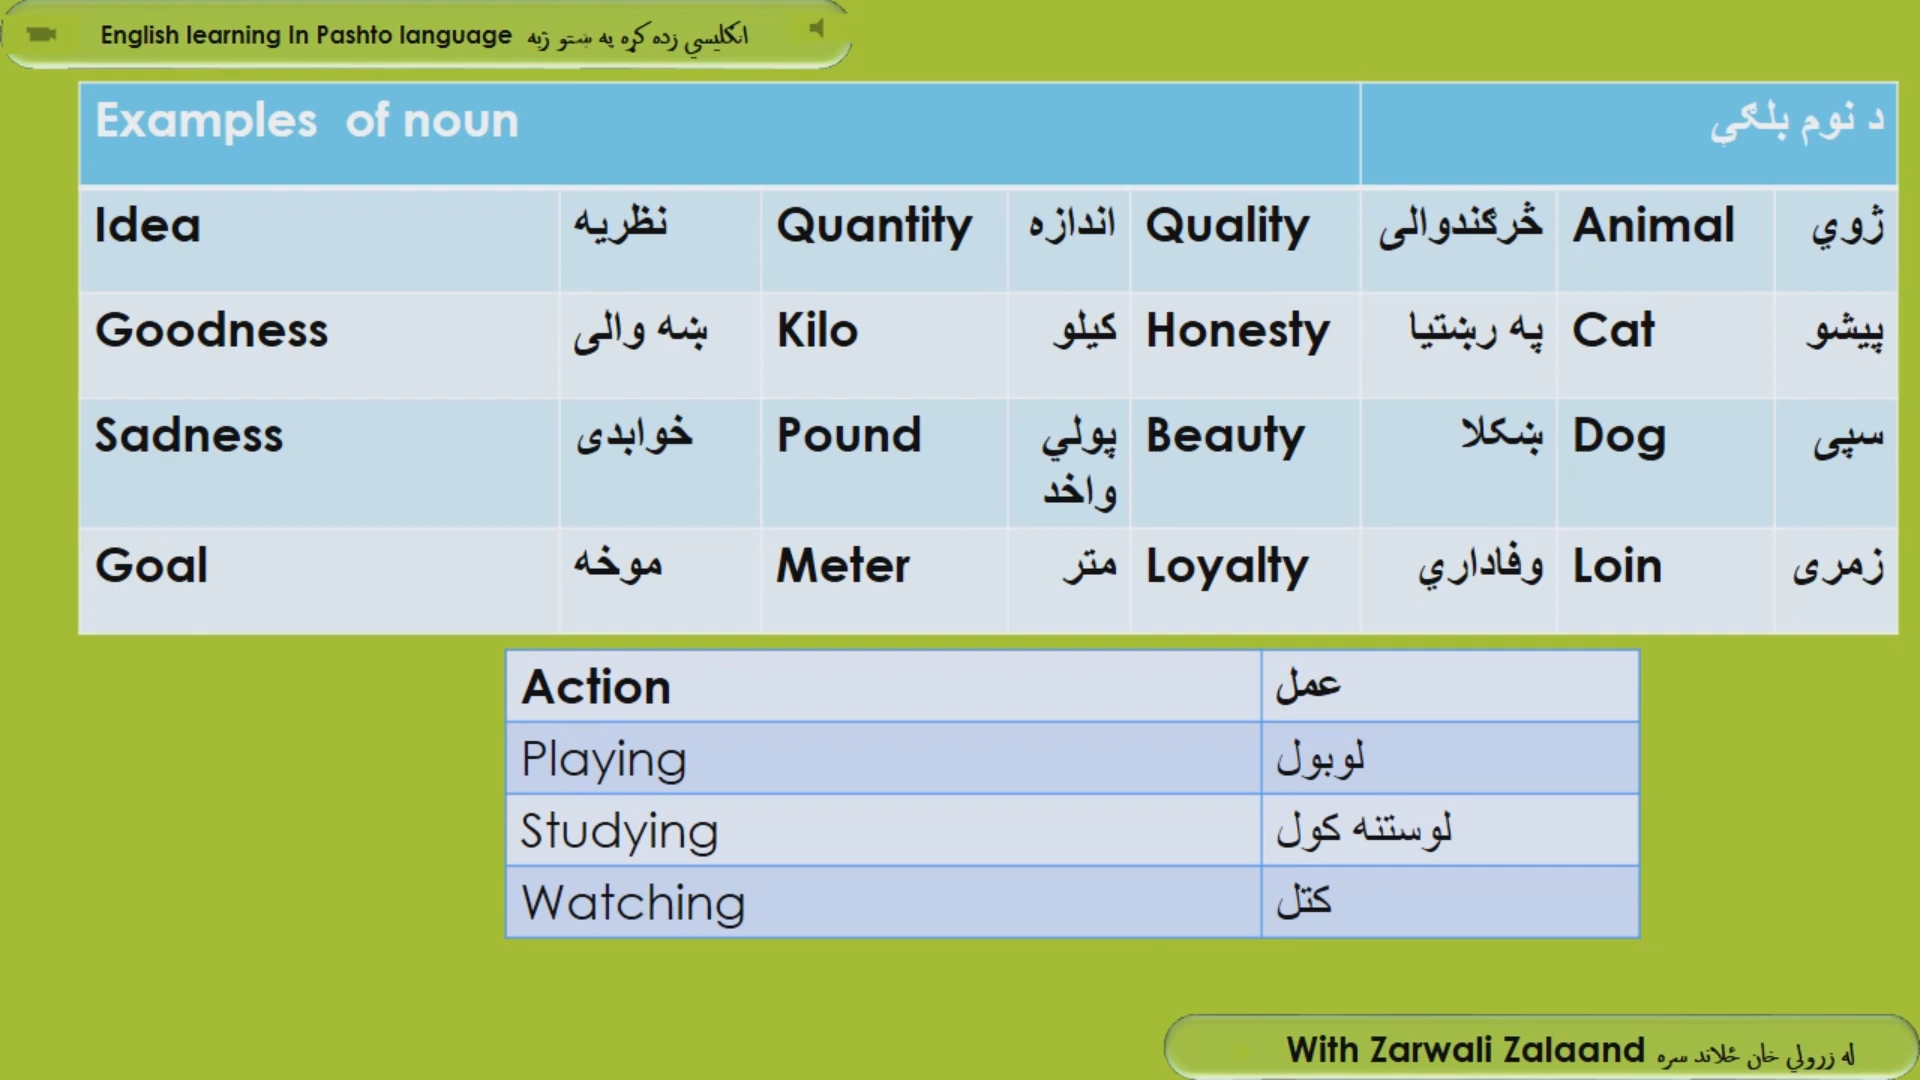 English learning In Pashto language انګلیسي زده کړه په ښتو ژبه
Examples of noun د نوم بلګې
Idea نظریه Quantity اندازه Quality څرګندوالی Animal ژوي
Goodness ښه والی Kilo کیلو Honesty په رښتیا Cat پیشو
Sadness خوابدی Pound پولي Beauty ښکلا Dog سپی
واخد
Goal موخه Meter متر Loyalty وفاداري Loin زمری
Action عمل
Playing لوبول
Studying لوستنه کول
Watching کتل
With Zarwali Zalaand له زرولي خان ځلاند سره